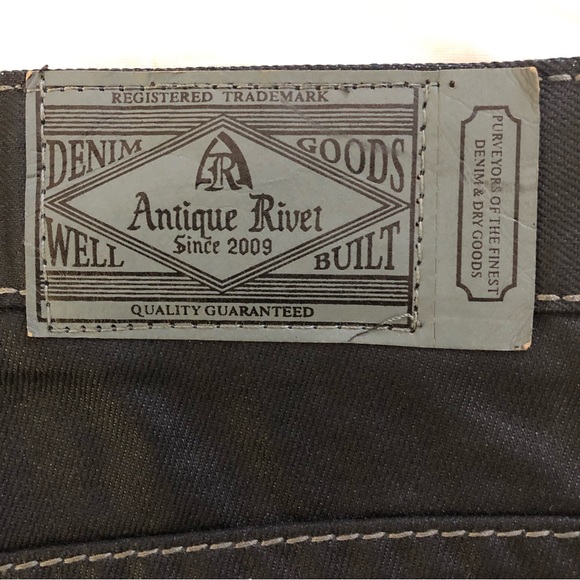 REGISTERED TRADEMARK
DENIM GOODS
AR
Antique Rivet
Since 2009
WELL BUILT
QUALITY GUARANTEED
PURVEYORS OF THE FINEST
DENIM & DRY GOODS